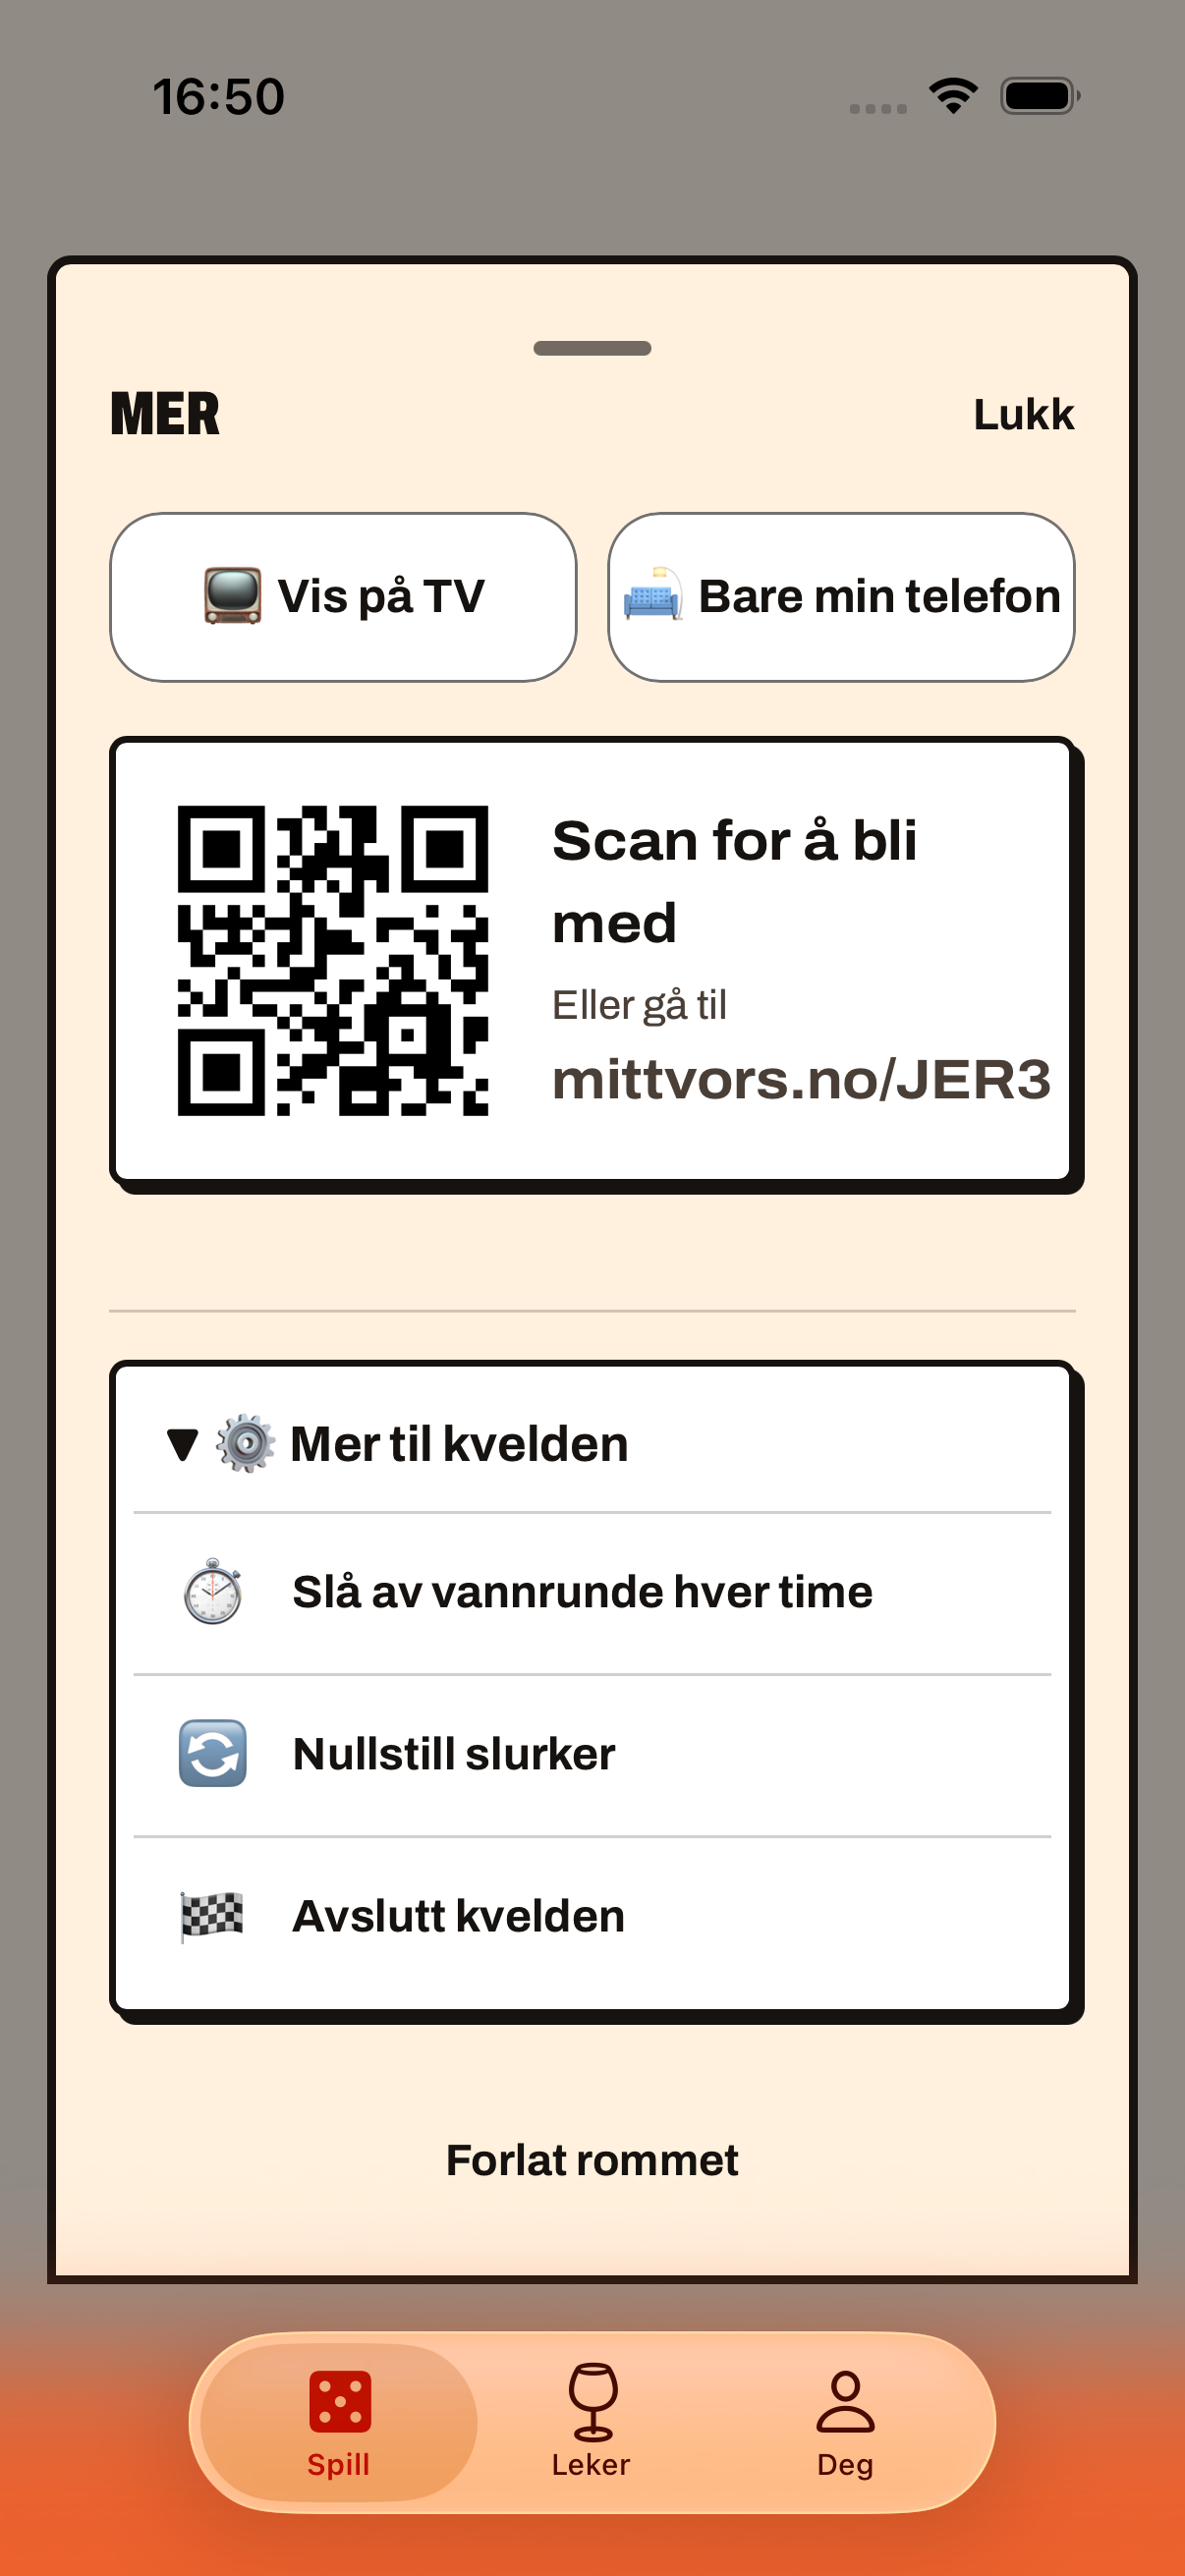 16:50
MER
Lukk
Vis på TV
Bare min telefon
Scan for å bli
med
Eller gå til
mittvors.no/JER3
Mer til kvelden
Slå av vannrunde hver time
Nullstill slurker
Avslutt kvelden
Forlat rommet
Spill
Leker
Deg